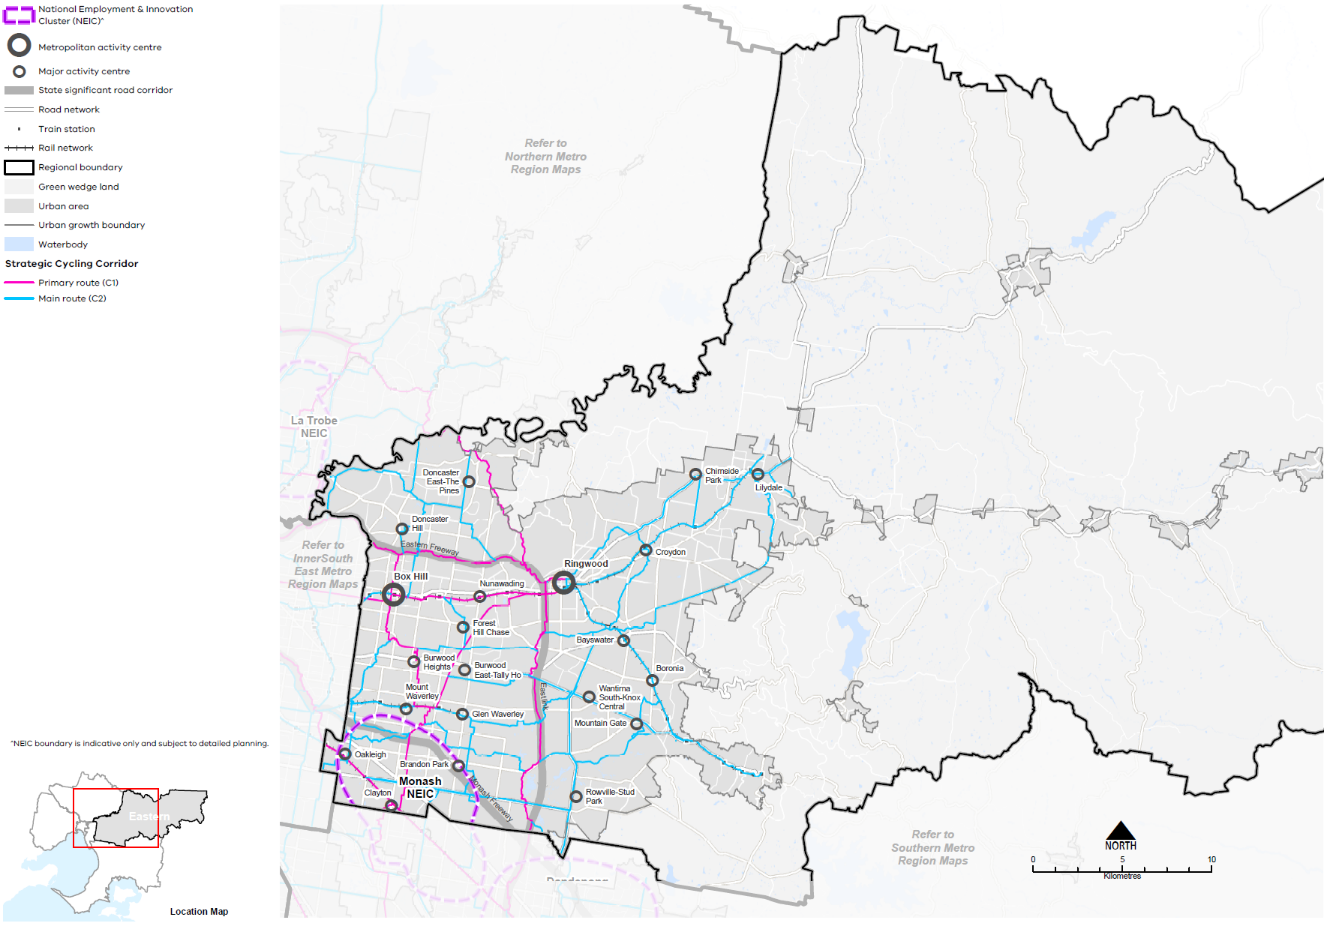 National Employment & Innovation
Cluster (NEIC)^
Metropolitan activity centre
Major activity centre
State significant road corridor
Road network
Train station
Rail network
Regional boundary
Green wedge land
Urban area
Urban growth boundary
Waterbody
Strategic Cycling Corridor
Primary route (C1)
Main route (C2)
Refer to
Northern Metro
Region Maps
La Trobe
NEIC
Refer to
InnerSouth
East Metro
Region Maps
Doncaster
East-The
Pines
Doncaster
Hill
Eastern Freeway
Chirnside
Park
Lilydale
Croydon
Ringwood
Box Hill
Nunawading
Forest
Hill Chase
Bayswater
Burwood
Heights
Burwood
East-Tally Ho
Boronia
Mount
Waverley
Wantirna
South-Knox
Central
Eastlink
Glen Waverley
Mountain Gate
Oakleigh
Brandon Park
Monash
NEIC
Clayton
Monash Freeway
Rowville-Stud
Park
Refer to
Southern Metro
Region Maps
NORTH
0 5 10
Kilometres
^NEIC boundary is indicative only and subject to detailed planning.
Eastern
Location Map